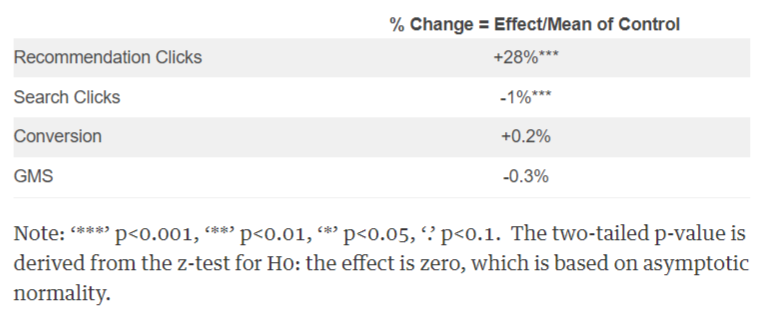 % Change = Effect/Mean of Control
Recommendation Clicks +28%***
Search Clicks -1%***
Conversion +0.2%
GMS -0.3%
Note: ‘***’ p<0.001, ‘**’ p<0.01, ‘*’ p<0.05, ‘.’ p<0.1.  The two-tailed p-value is
derived from the z-test for H0: the effect is zero, which is based on asymptotic
normality.